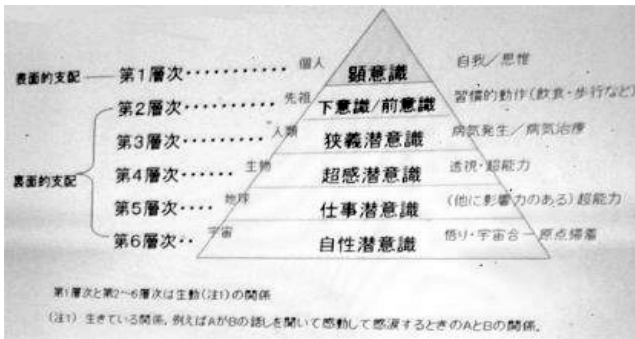 表面的支配 第1層次・・・・・・・・・・・ 個人 顕意識 自我／思惟
第2層次・・・・・・・・ 先祖 下意識/前意識 習慣的動作(飲食・歩行など)
第3層次・・・・・・・・ 人類 狭義潜意識 病気発生／病気治療
裏面的支配 第4層次・・・・・・ 生物 超感潜意識 透視・超能力
第5層次・・・・ 地球 仕事潜意識 (他に影響力のある)超能力
第6層次・・ 宇宙 自性潜意識 悟り・宇宙合一 原点帰着
第1層次と第2～6層次は生動(注1)の関係
(注1) 生きている関係, 例えばAがBの話しを聞いて感動して感涙するときのAとBの関係.